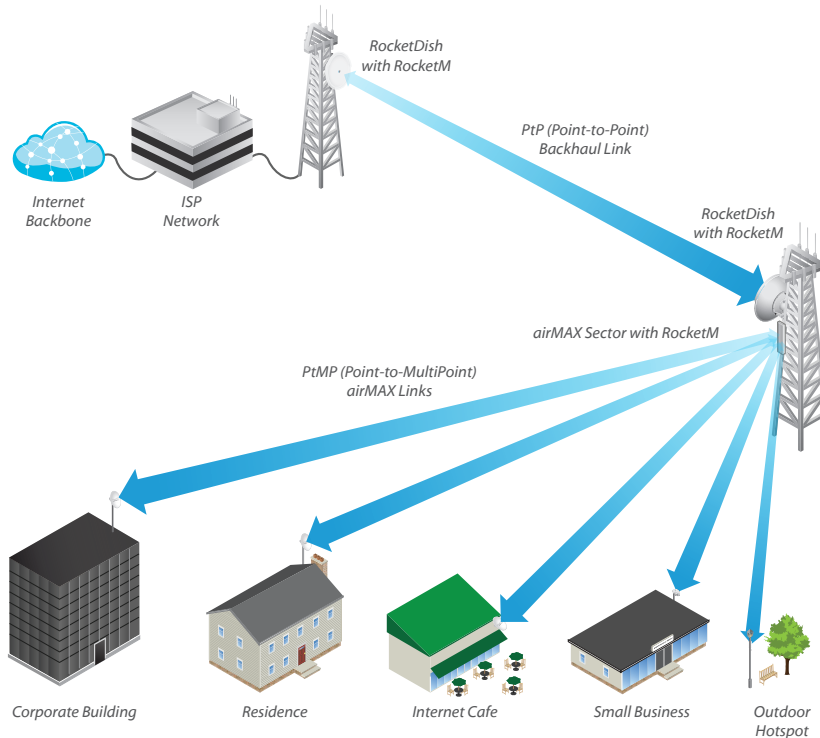 RocketDish
with RocketM
PtP (Point-to-Point)
Backhaul Link
Internet
Backbone
ISP
Network
RocketDish
with RocketM
airMAX Sector with RocketM
PtMP (Point-to-MultiPoint)
airMAX Links
Corporate Building
Residence
Internet Cafe
Small Business
Outdoor
Hotspot